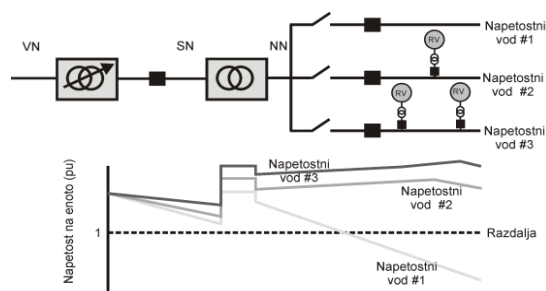 VN
SN
NN
Napetostni
vod #1
RV
Napetostni
vod #2
RV
RV
Napetostni
vod #3
Napetost na enoto (pu)
1
Napetostni
vod #3
Napetostni
vod #2
Razdalja
Napetostni
vod #1